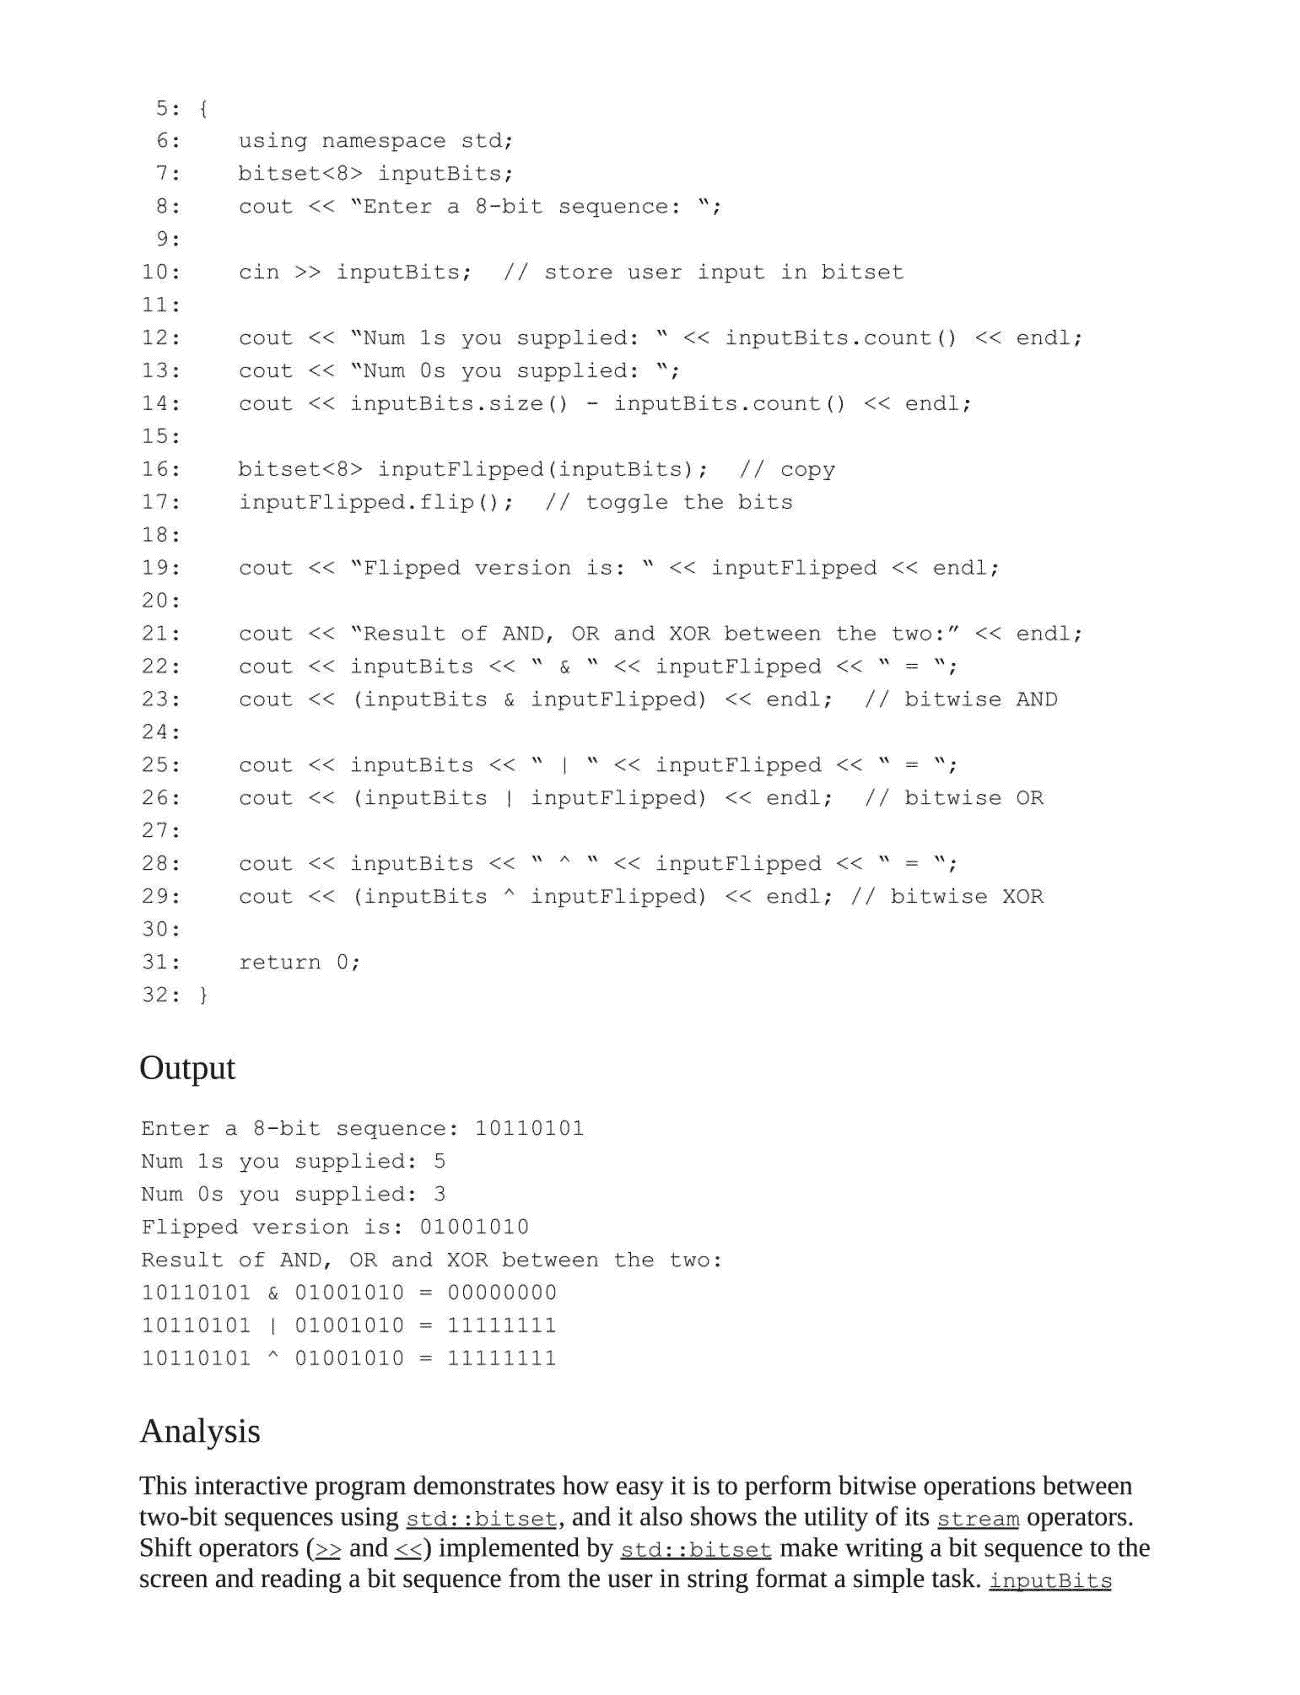 5: {
6:    using namespace std;
7:    bitset<8> inputBits;
8:    cout << “Enter a 8-bit sequence: “;
9:
10:    cin >> inputBits;  // store user input in bitset
11:
12:    cout << “Num 1s you supplied: “ << inputBits.count() << endl;
13:    cout << “Num 0s you supplied: “;
14:    cout << inputBits.size() - inputBits.count() << endl;
15:
16:    bitset<8> inputFlipped(inputBits);  // copy
17:    inputFlipped.flip();  // toggle the bits
18:
19:    cout << “Flipped version is: “ << inputFlipped << endl;
20:
21:    cout << “Result of AND, OR and XOR between the two:” << endl;
22:    cout << inputBits << “ & “ << inputFlipped << “ = “;
23:    cout << (inputBits & inputFlipped) << endl;  // bitwise AND
24:
25:    cout << inputBits << “ | “ << inputFlipped << “ = “;
26:    cout << (inputBits | inputFlipped) << endl;  // bitwise OR
27:
28:    cout << inputBits << “ ^ “ << inputFlipped << “ = “;
29:    cout << (inputBits ^ inputFlipped) << endl; // bitwise XOR
30:
31:    return 0;
32: }
Output
Enter a 8-bit sequence: 10110101
Num 1s you supplied: 5
Num 0s you supplied: 3
Flipped version is: 01001010
Result of AND, OR and XOR between the two:
10110101 & 01001010 = 00000000
10110101 | 01001010 = 11111111
10110101 ^ 01001010 = 11111111
Analysis
This interactive program demonstrates how easy it is to perform bitwise operations between
two-bit sequences using std::bitset, and it also shows the utility of its stream operators.
Shift operators (>> and <<) implemented by std::bitset make writing a bit sequence to the
screen and reading a bit sequence from the user in string format a simple task. inputBits